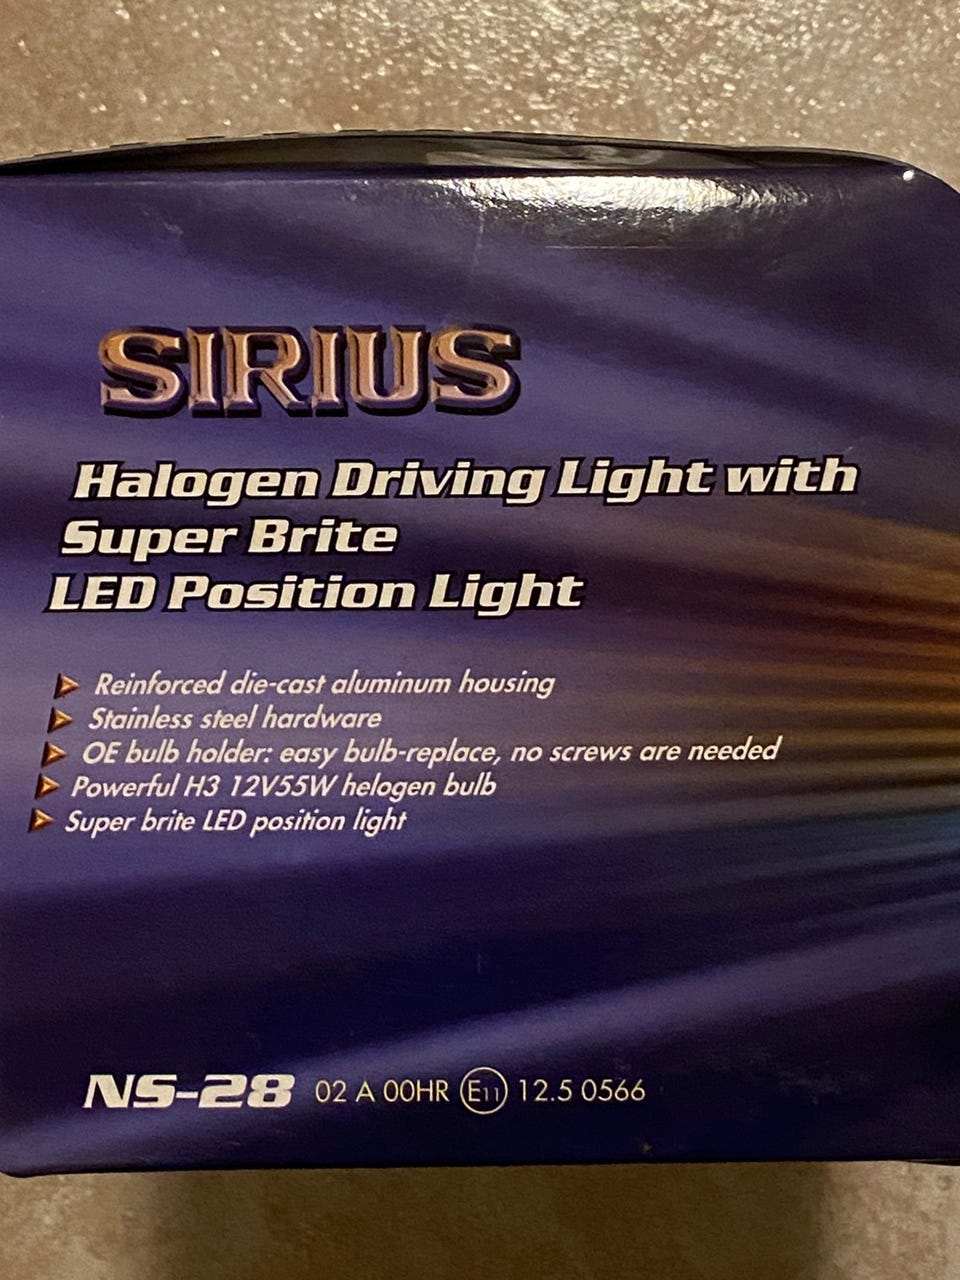 SIRIUS
Halogen Driving Light with
Super Brite
LED Position Light
Reinforced die-cast aluminum housing
Stainless steel hardware
OE bulb holder: easy bulb-replace, no screws are needed
Powerful H3 12V55W helogen bulb
Super brite LED position light
NS-28 02 A 00HR E11 12.5 0566